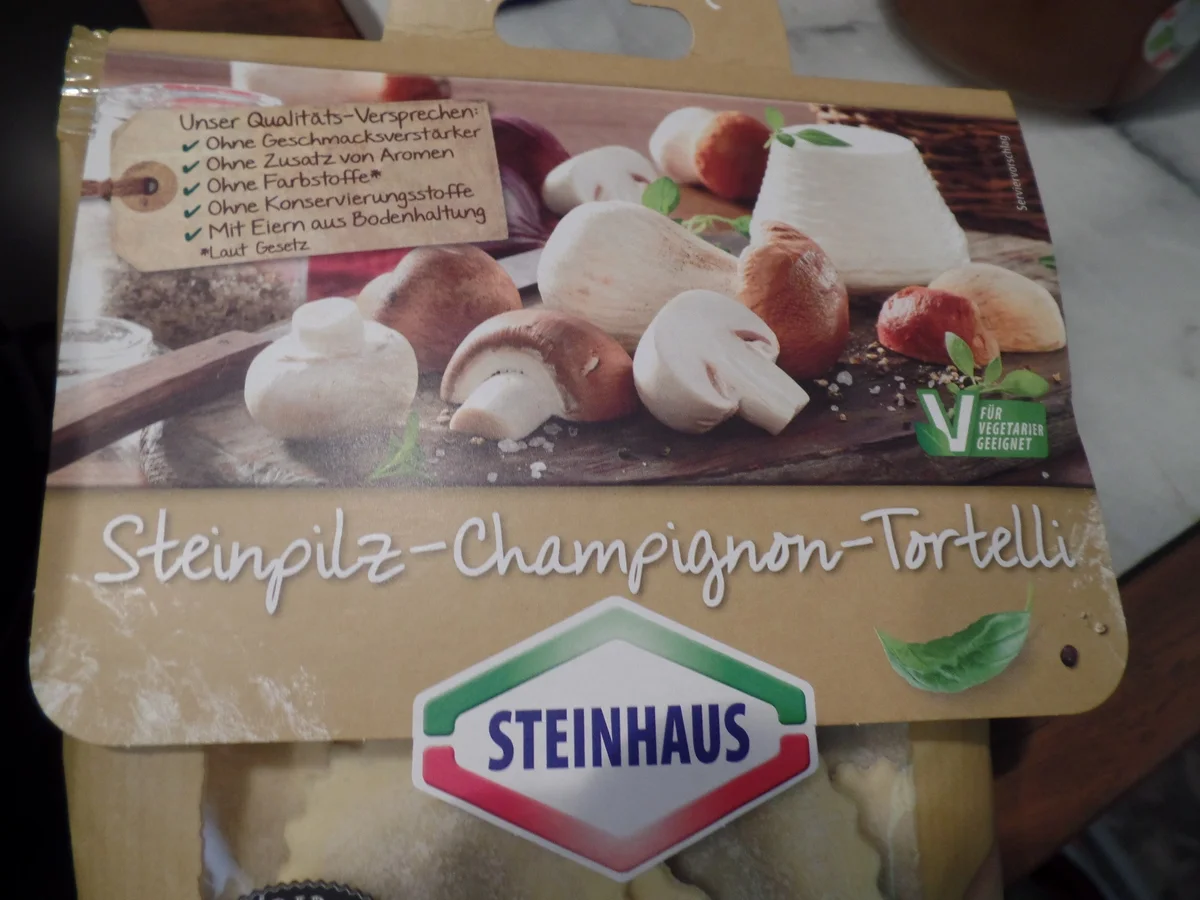 Unser Qualitäts-Versprechen:
✔ Ohne Geschmacksverstärker
✔ Ohne Zusatz von Aromen
✔ Ohne Farbstoffe*
✔ Ohne Konservierungsstoffe
✔ Mit Eiern aus Bodenhaltung
*Laut Gesetz
Serviervorschlag
V FÜR
VEGETARIER
GEEIGNET
Steinpilz-Champignon-Tortelli
STEINHAUS